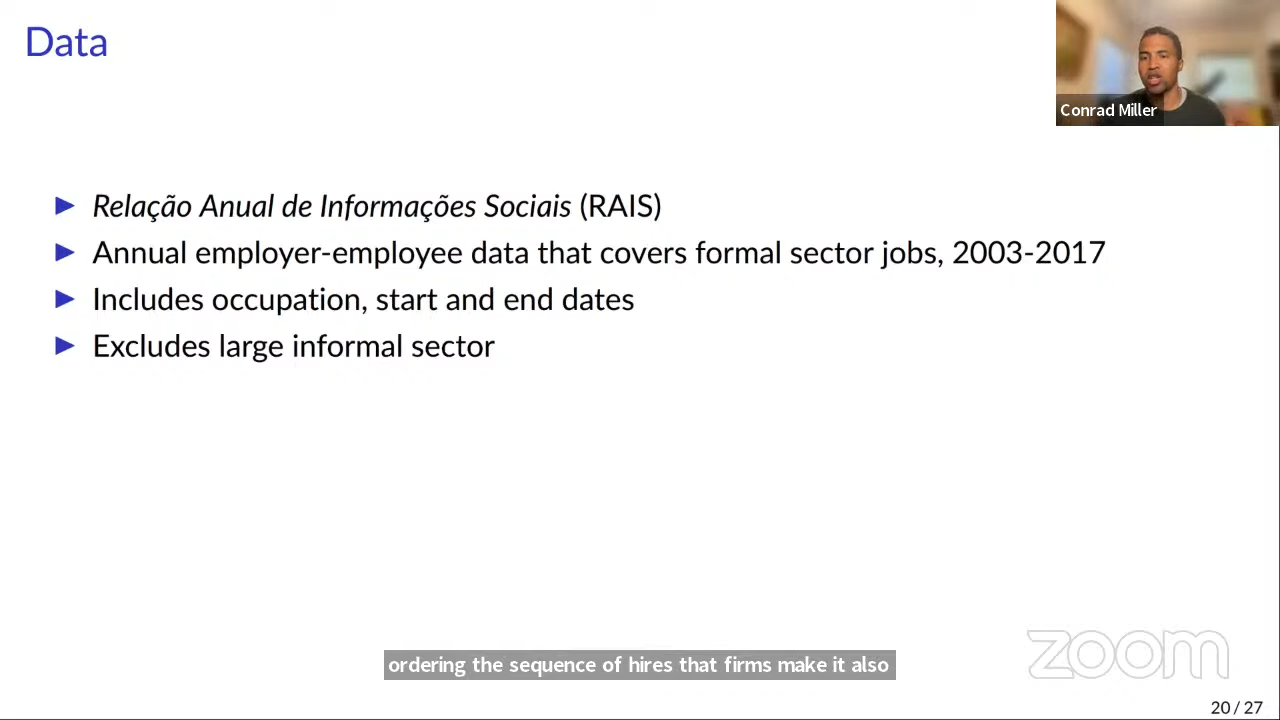 Data
Conrad Miller
Relação Anual de Informações Sociais (RAIS)
Annual employer-employee data that covers formal sector jobs, 2003-2017
Includes occupation, start and end dates
Excludes large informal sector
ordering the sequence of hires that firms make it also
zoom
20 / 27